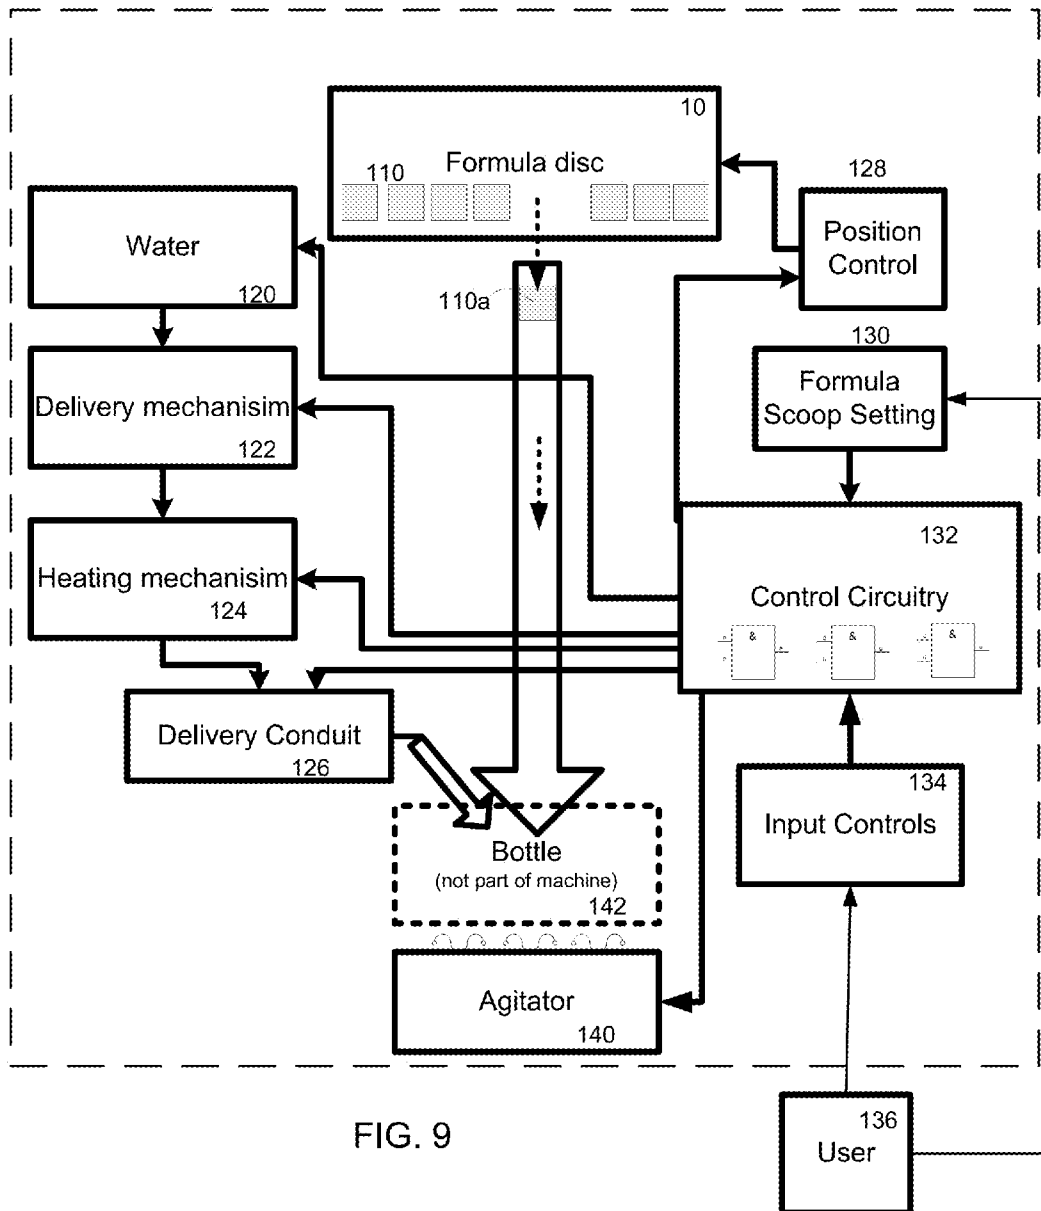 10
Formula disc
110
128
Position
Control
Water
120
110a
130
Formula
Scoop Setting
Delivery mechanisim
122
132
Control Circuitry
& & &
Heating mechanisim
124
Delivery Conduit
126
134
Input Controls
Bottle
(not part of machine)
142
Agitator
140
136
User
FIG. 9